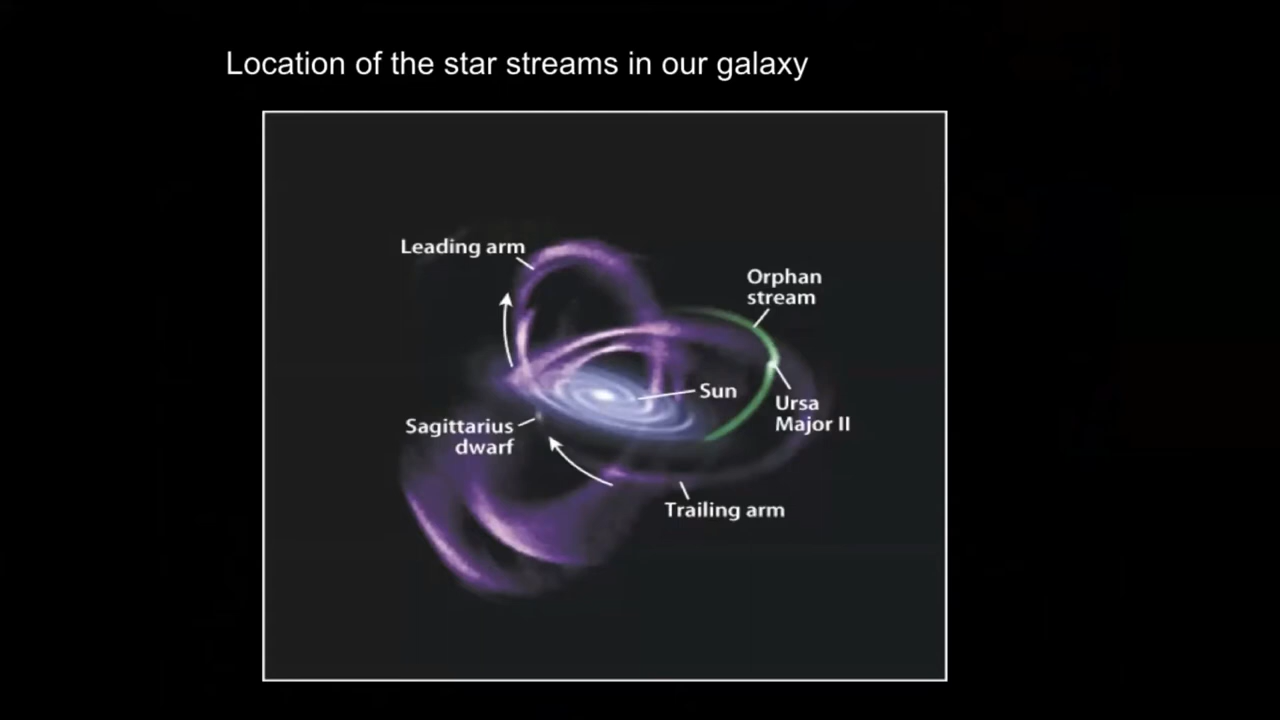 Location of the star streams in our galaxy
Leading arm
Orphan
stream
Sun
Ursa
Major II
Sagittarius
dwarf
Trailing arm